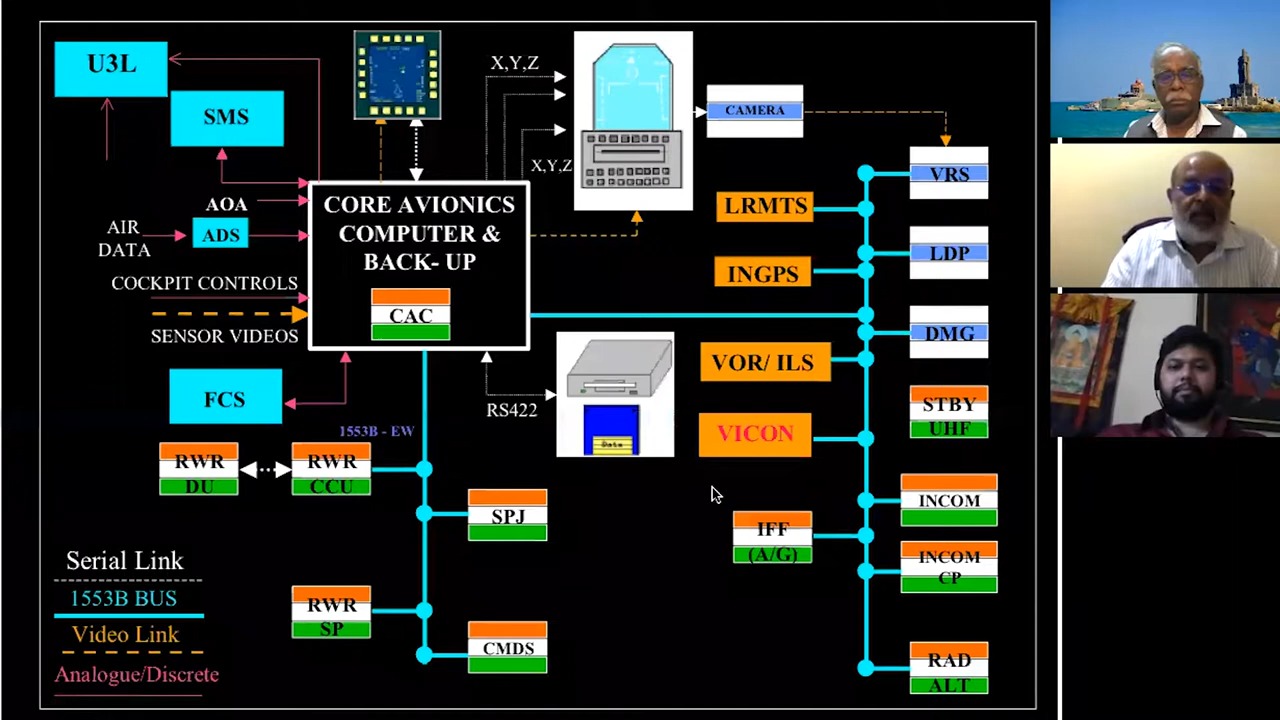 U3L
SMS
X,Y,Z
X,Y,Z
CAMERA
VRS
LRMTS
LDP
INGPS
DMG
VOR/ ILS
STBY
UHF
VICON
INCOM
IFF
(A/G)
INCOM
CP
RAD
ALT
AOA
AIR
DATA
ADS
CORE AVIONICS
COMPUTER &
BACK- UP
CAC
COCKPIT CONTROLS
SENSOR VIDEOS
FCS
RS422
Data
1553B - EW
RWR
DU
RWR
CCU
SPJ
RWR
SP
CMDS
Serial Link
1553B BUS
Video Link
Analogue/Discrete